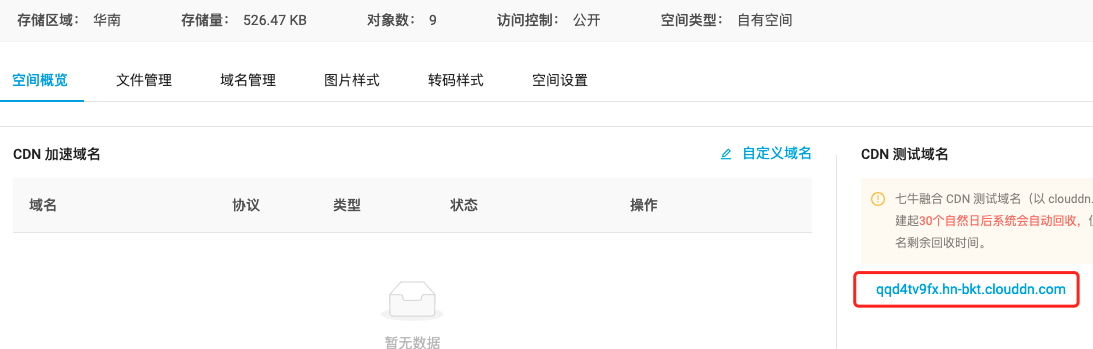 存储区域： 华南 存储量： 526.47 KB 对象数： 9 访问控制： 公开 空间类型： 自有空间
空间概览 文件管理 域名管理 图片样式 转码样式 空间设置
CDN 加速域名 自定义域名
域名 协议 类型 状态 操作
暂无数据
CDN 测试域名
七牛融合 CDN 测试域名（以 clouddn.
建起30个自然日后系统会自动回收，
名剩余回收时间。
qqd4tv9fx.hn-bkt.clouddn.com